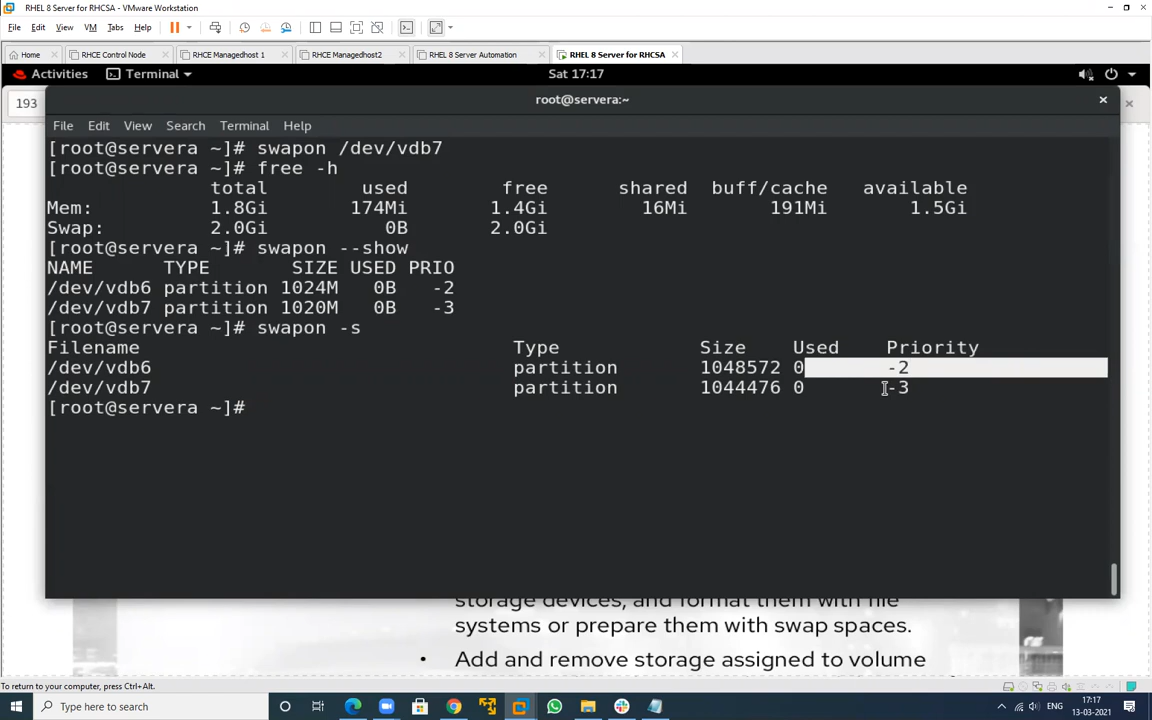 RHEL 8 Server for RHCSA - VMware Workstation
File Edit View VM Tabs Help
Home RHCE Control Node RHCE Managedhost 1 RHCE Managedhost2 RHEL 8 Server Automation RHEL 8 Server for RHCSA
Activities Terminal Sat 17:17
193
root@servera:~
File Edit View Search Terminal Help
[root@servera ~]# swapon /dev/vdb7
[root@servera ~]# free -h
total used free shared buff/cache available
Mem: 1.8Gi 174Mi 1.4Gi 16Mi 191Mi 1.5Gi
Swap: 2.0Gi 0B 2.0Gi
[root@servera ~]# swapon --show
NAME TYPE SIZE USED PRIO
/dev/vdb6 partition 1024M 0B -2
/dev/vdb7 partition 1020M 0B -3
[root@servera ~]# swapon -s
Filename Type Size Used Priority
/dev/vdb6 partition 1048572 0 -2
/dev/vdb7 partition 1044476 0 -3
[root@servera ~]#
storage devices, and format them with file
systems or prepare them with swap spaces.
• Add and remove storage assigned to volume
To return to your computer, press Ctrl+Alt.
Type here to search
ENG
17:17
13-03-2021